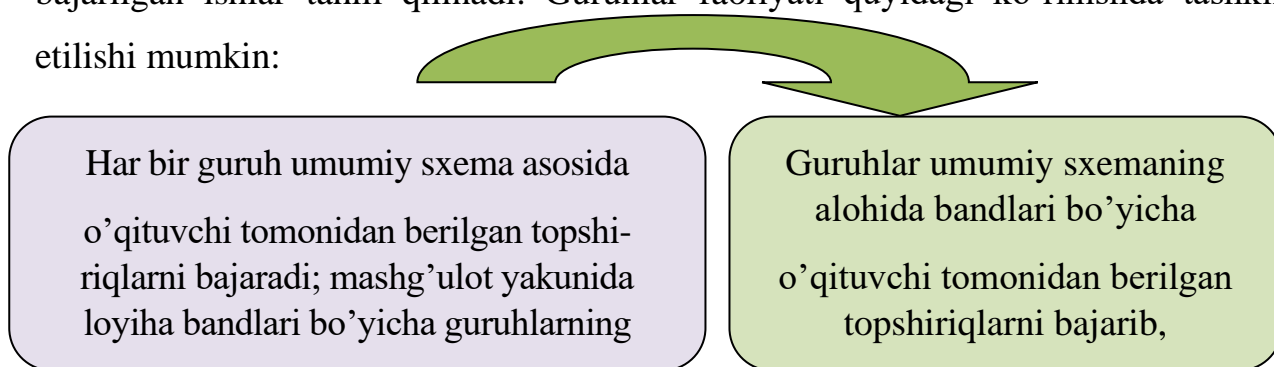 etilishi mumkin:
Har bir guruh umumiy sxema asosida
o’qituvchi tomonidan berilgan topshi-
riqlarni bajaradi; mashg’ulot yakunida
loyiha bandlari bo’yicha guruhlarning
Guruhlar umumiy sxemaning
alohida bandlari bo’yicha
o’qituvchi tomonidan berilgan
topshiriqlarni bajarib,